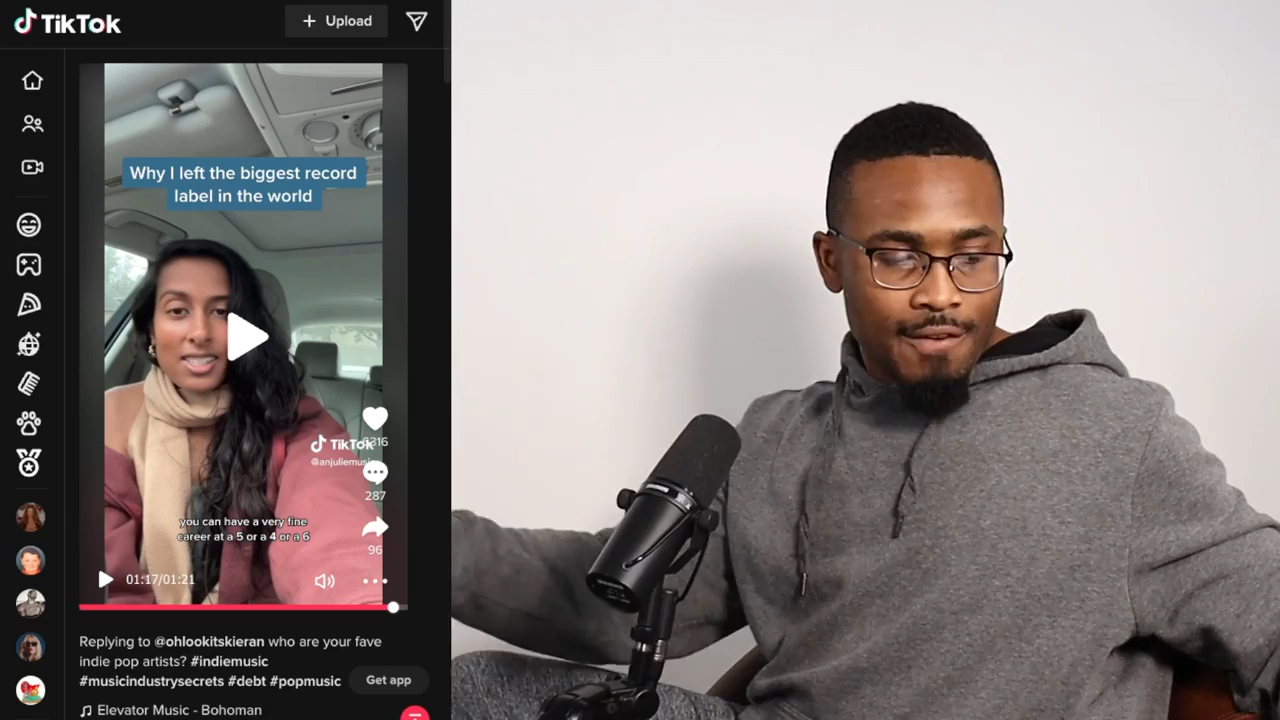 TikTok
+ Upload
Why I left the biggest record
label in the world
TikTok
6316
@anjuliemusic
287
you can have a very fine
career at a 5 or a 4 or a 6
96
01:17/01:21
Replying to @ohlookitskieran who are your fave
indie pop artists? #indiemusic
#musicindustrysecrets #debt #popmusic
Get app
Elevator Music - Bohoman